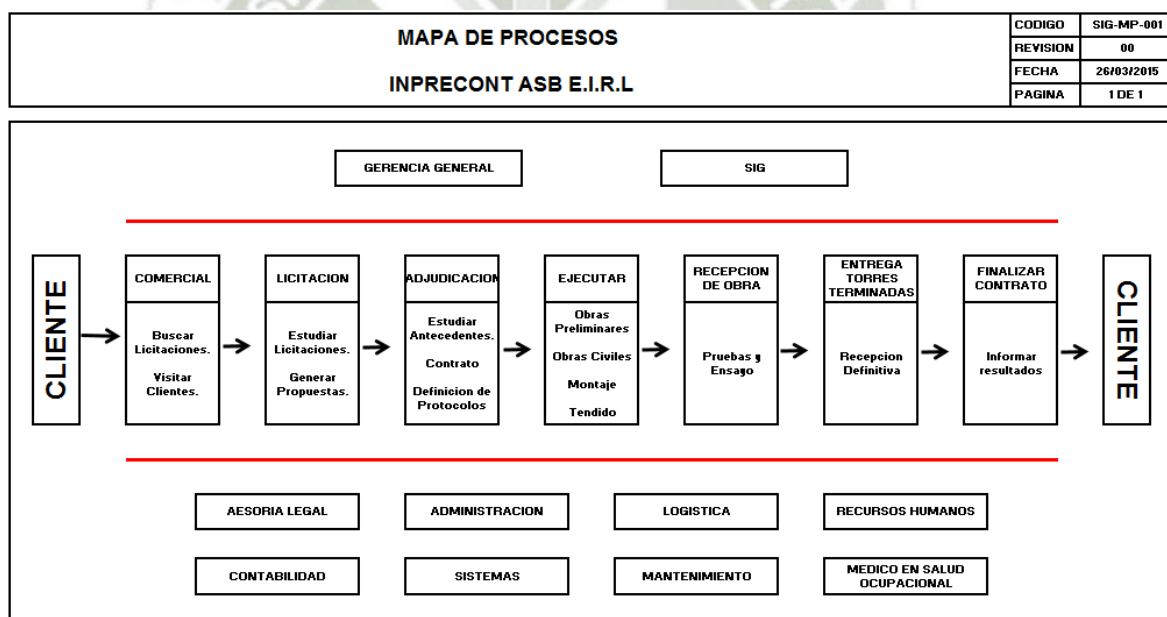 MAPA DE PROCESOS
INPRECONT ASB E.I.R.L
CODIGO SIG-MP-001
REVISION 00
FECHA 26/03/2015
PAGINA 1 DE 1
GERENCIA GENERAL
SIG
CLIENTE
COMERCIAL
Buscar
Licitaciones.
Visitar
Clientes.
LICITACION
Estudiar
Licitaciones.
Generar
Propuestas.
ADJUDICACION
Estudiar
Antecedentes.
Contrato
Definicion de
Protocolos
EJECUTAR
Obras
Preliminares
Obras Civiles
Montaje
Tendido
RECEPCION
DE OBRA
Pruebas y
Ensayo
ENTREGA
TORRES
TERMINADAS
Recepcion
Definitiva
FINALIZAR
CONTRATO
Informar
resultados
CLIENTE
AESORIA LEGAL
ADMINISTRACION
LOGISTICA
RECURSOS HUMANOS
CONTABILIDAD
SISTEMAS
MANTENIMIENTO
MEDICO EN SALUD
OCUPACIONAL